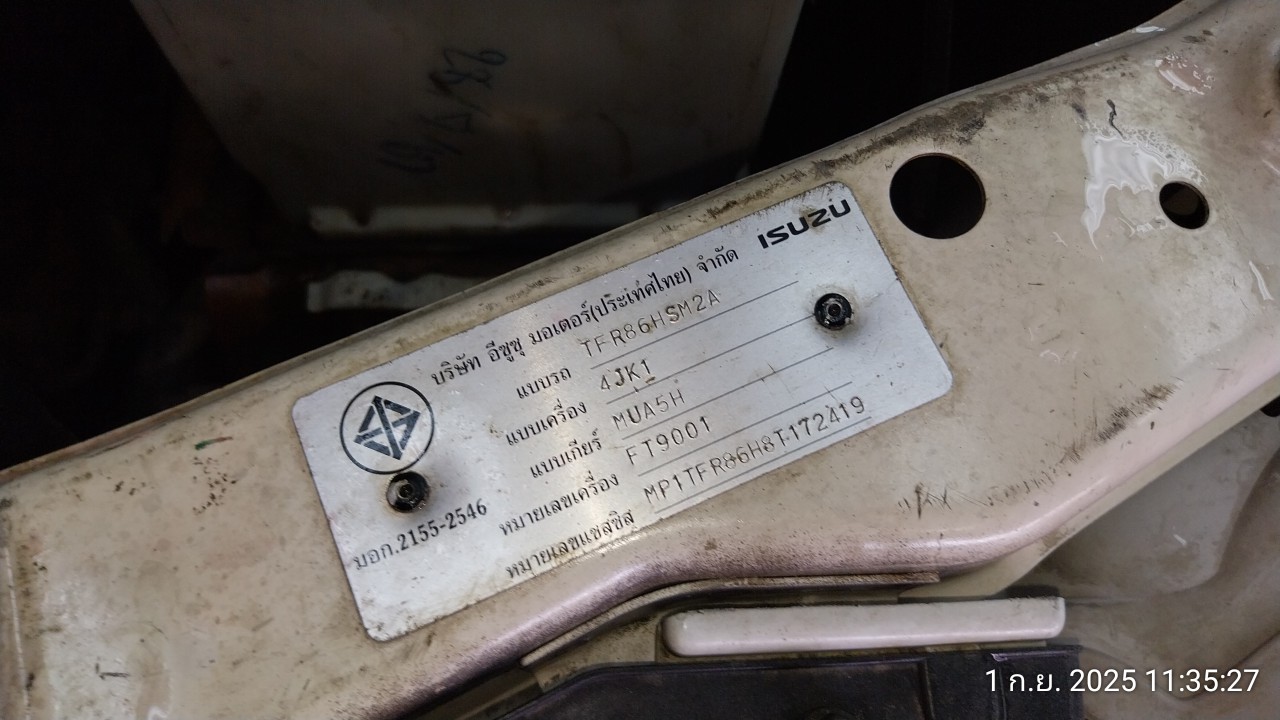 ISUZU
บริษัท อีซูซุ มอเตอร์(ประเทศไทย) จำกัด
แบบรถ TFR86HSM2A
แบบเครื่อง 4JK1
แบบเกียร์ MUA5H
หมายเลขเครื่อง FT9001
หมายเลขแชสซิส MP1TFR86H8T172419
มอก.2155-2546
1 ก.ย. 2025 11:35:27